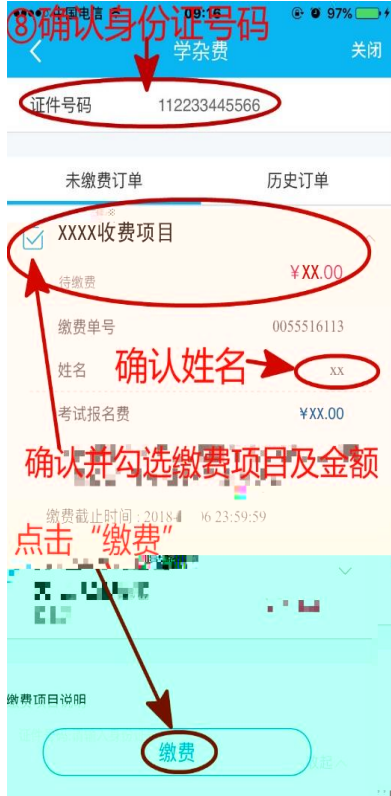 中国电信 09:16 97%
⑧确认身份证号码
学杂费 关闭
证件号码 112233445566
未缴费订单 历史订单
XXXX收费项目
待缴费 ¥XX.00
缴费单号 0055516113
确认姓名
姓名 xx
考试报名费 ¥XX.00
确认并勾选缴费项目及金额
缴费截止时间：2018- 06 23:59:59
点击“缴费”
缴费项目说明
缴费
收起